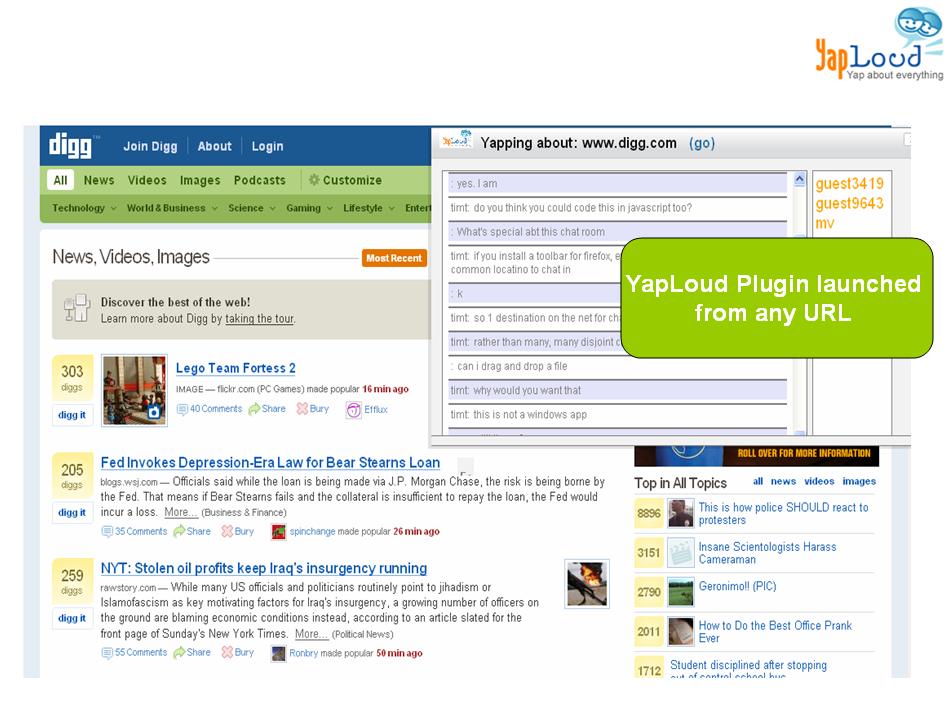 YapLoud
Yap about everything
digg™
Join Digg
About
Login
All
News
Videos
Images
Podcasts
Customize
Technology
World & Business
Science
Gaming
Lifestyle
News, Videos, Images
Most Recent
Discover the best of the web!
Learn more about Digg by taking the tour.
303
diggs
digg it
Lego Team Fortress 2
IMAGE — flickr.com (PC Games) made popular 16 min ago
40 Comments
Share
Bury
Efflux
205
diggs
digg it
Fed Invokes Depression-Era Law for Bear Stearns Loan
blogs.wsj.com — Officials said while the loan is being made via J.P. Morgan Chase, the risk is being borne by
the Fed. That means if Bear Stearns fails and the collateral is insufficient to repay the loan, the Fed would
incur a loss. More... (Business & Finance)
35 Comments
Share
Bury
spinchange made popular 26 min ago
259
diggs
digg it
NYT: Stolen oil profits keep Iraq's insurgency running
rawstory.com — While many US officials and politicians routinely point to jihadism or
Islamofascism as key motivating factors for Iraq's insurgency, a growing number of officers on
the ground are blaming economic conditions instead, according to an article slated for the
front page of Sunday's New York Times. More... (Political News)
55 Comments
Share
Bury
Ronbry made popular 50 min ago
Yapping about: www.digg.com (go)
: yes. I am
timt: do you think you could code this in javascript too?
: What's special abt this chat room
timt: if you install a toolbar for firefox,
common locatino to chat in
: k
timt: so 1 destination on the net for
timt: rather than many, many disjoint
: can i drag and drop a file
timt: why would you want that
timt: this is not a windows app
guest3419
guest9643
mv
YapLoud Plugin launched
from any URL
ROLL OVER FOR MORE INFORMATION
Top in All Topics
all
news
videos
images
8896
This is how police SHOULD react to
protesters
3151
Insane Scientologists Harass
Cameraman
2790
Geronimo!! (PIC)
2011
How to Do the Best Office Prank
Ever
1712
Student disciplined after stopping
out of control school bus